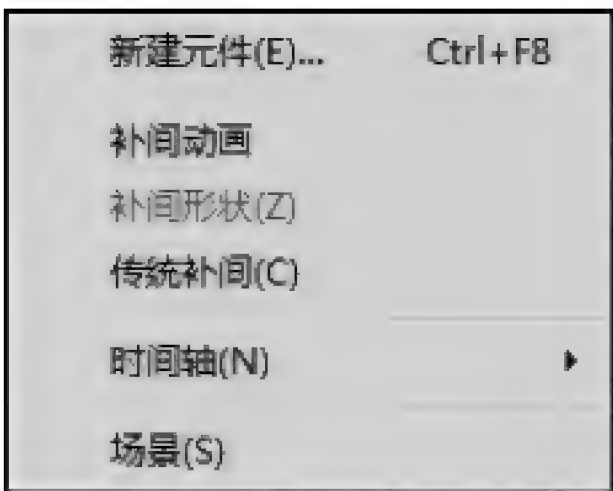 新建元件(E)... Ctrl+F8
补间动画
补间形状(Z)
传统补间(C)
时间轴(N)
场景(S)